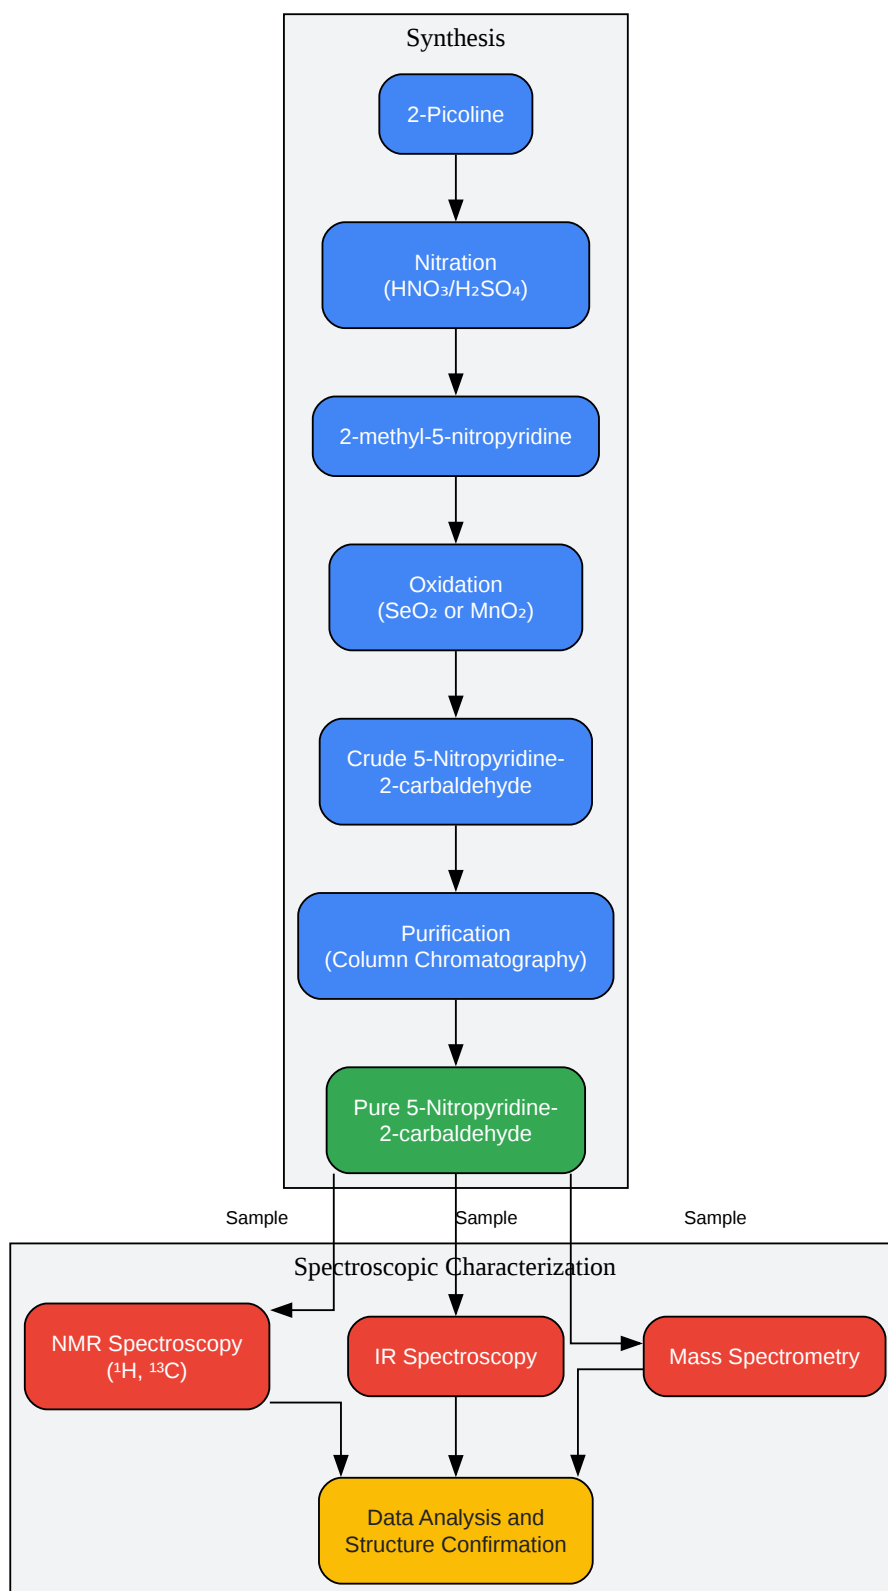 Synthesis
2-Picoline
Nitration
(HNO₃/H₂SO₄)
2-methyl-5-nitropyridine
Oxidation
(SeO₂ or MnO₂)
Crude 5-Nitropyridine-
2-carbaldehyde
Purification
(Column Chromatography)
Pure 5-Nitropyridine-
2-carbaldehyde
Sample
Sample
Sample
Spectroscopic Characterization
NMR Spectroscopy
(¹H, ¹³C)
IR Spectroscopy
Mass Spectrometry
Data Analysis and
Structure Confirmation